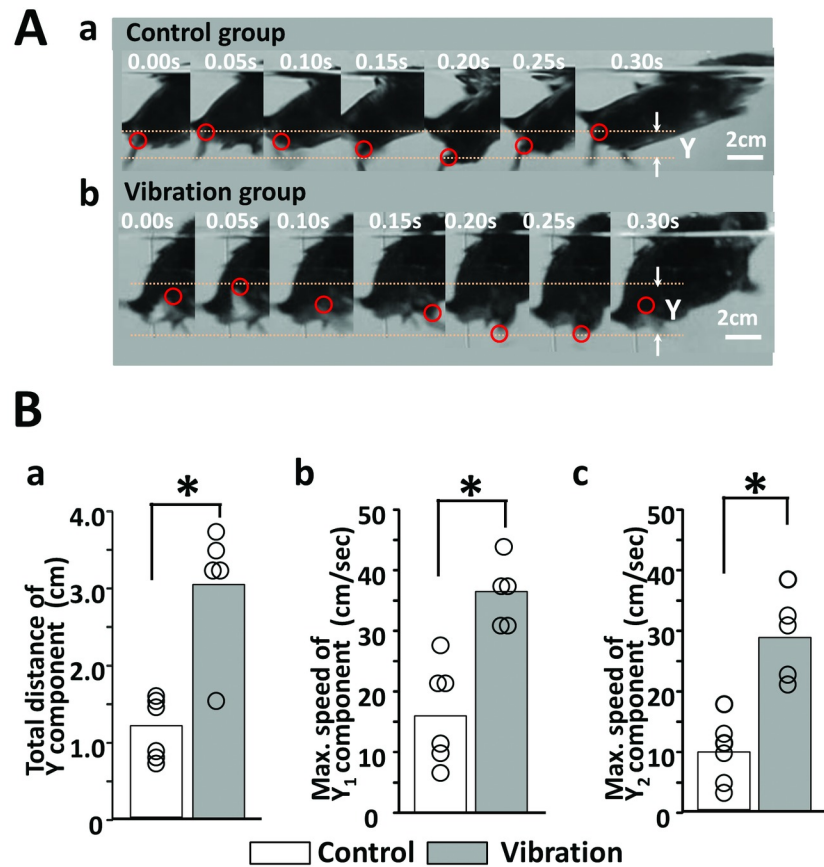 A
a
Control group
0.00s 0.05s 0.10s 0.15s 0.20s 0.25s 0.30s
Y
2cm
b
Vibration group
0.00s 0.05s 0.10s 0.15s 0.20s 0.25s 0.30s
Y
2cm
B
a
*
Total distance of
Y component (cm)
4.0
3.0
2.0
1.0
0
b
*
Max. speed of
Y1 component (cm/sec)
50
40
30
20
10
0
c
*
Max. speed of
Y2 component (cm/sec)
50
40
30
20
10
0
Control Vibration